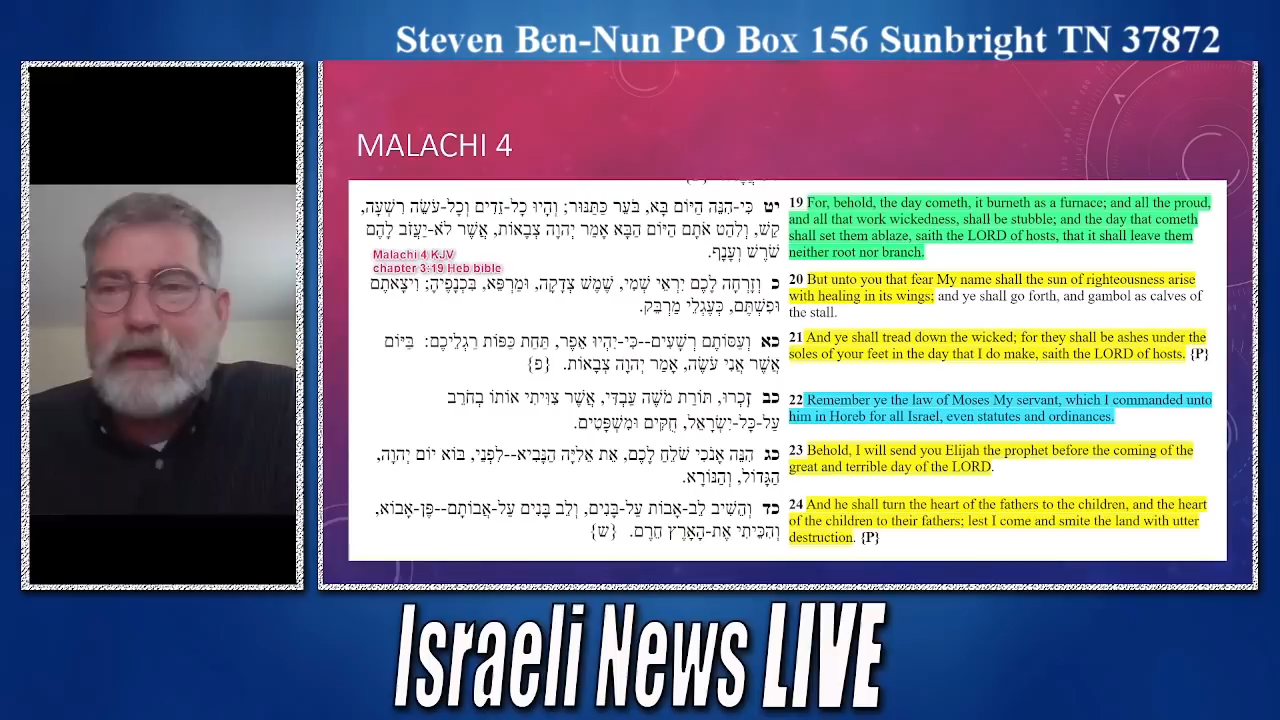 Steven Ben-Nun PO Box 156 Sunbright TN 37872
MALACHI 4
יט כִּי-הִנֵּה הַיּוֹם בָּא, בֹּעֵר כַּתַּנּוּר; וְהָיוּ כָל-זֵדִים וְכָל-עֹשֵׂה רִשְׁעָה,
קַשׁ, וְלִהַט אֹתָם הַיּוֹם הַבָּא אָמַר יְהוָה צְבָאוֹת, אֲשֶׁר לֹא-יַעֲזֹב לָהֶם
שֹׁרֶשׁ וְעָנָף.
Malachi 4 KJV
chapter 3:19 Heb bible
כ וְזָרְחָה לָכֶם יִרְאֵי שְׁמִי, שֶׁמֶשׁ צְדָקָה, וּמַרְפֵּא, בִּכְנָפֶיהָ; וִיצָאתֶם
וּפִשְׁתֶּם, כְּעֶגְלֵי מַרְבֵּק.
כא וְעַסּוֹתֶם רְשָׁעִים--כִּי-יִהְיוּ אֵפֶר, תַּחַת כַּפּוֹת רַגְלֵיכֶם: בַּיּוֹם
אֲשֶׁר אֲנִי עֹשֶׂה, אָמַר יְהוָה צְבָאוֹת. {פ}
כב זִכְרוּ, תּוֹרַת מֹשֶׁה עַבְדִּי, אֲשֶׁר צִוִּיתִי אוֹתוֹ בְחֹרֵב
עַל-כָּל-יִשְׂרָאֵל, חֻקִּים וּמִשְׁפָּטִים.
כג הִנֵּה אָנֹכִי שֹׁלֵחַ לָכֶם, אֵת אֵלִיָּה הַנָּבִיא--לִפְנֵי, בּוֹא יוֹם יְהוָה,
הַגָּדוֹל, וְהַנּוֹרָא.
כד וְהֵשִׁיב לֵב-אָבוֹת עַל-בָּנִים, וְלֵב בָּנִים עַל-אֲבוֹתָם--פֶּן-אָבוֹא,
וְהִכֵּיתִי אֶת-הָאָרֶץ חֵרֶם. {ש}
19 For, behold, the day cometh, it burneth as a furnace; and all the proud,
and all that work wickedness, shall be stubble; and the day that cometh
shall set them ablaze, saith the LORD of hosts, that it shall leave them
neither root nor branch.
20 But unto you that fear My name shall the sun of righteousness arise
with healing in its wings; and ye shall go forth, and gambol as calves of
the stall.
21 And ye shall tread down the wicked; for they shall be ashes under the
soles of your feet in the day that I do make, saith the LORD of hosts. {P}
22 Remember ye the law of Moses My servant, which I commanded unto
him in Horeb for all Israel, even statutes and ordinances.
23 Behold, I will send you Elijah the prophet before the coming of the
great and terrible day of the LORD.
24 And he shall turn the heart of the fathers to the children, and the heart
of the children to their fathers; lest I come and smite the land with utter
destruction. {P}
Israeli News LIVE